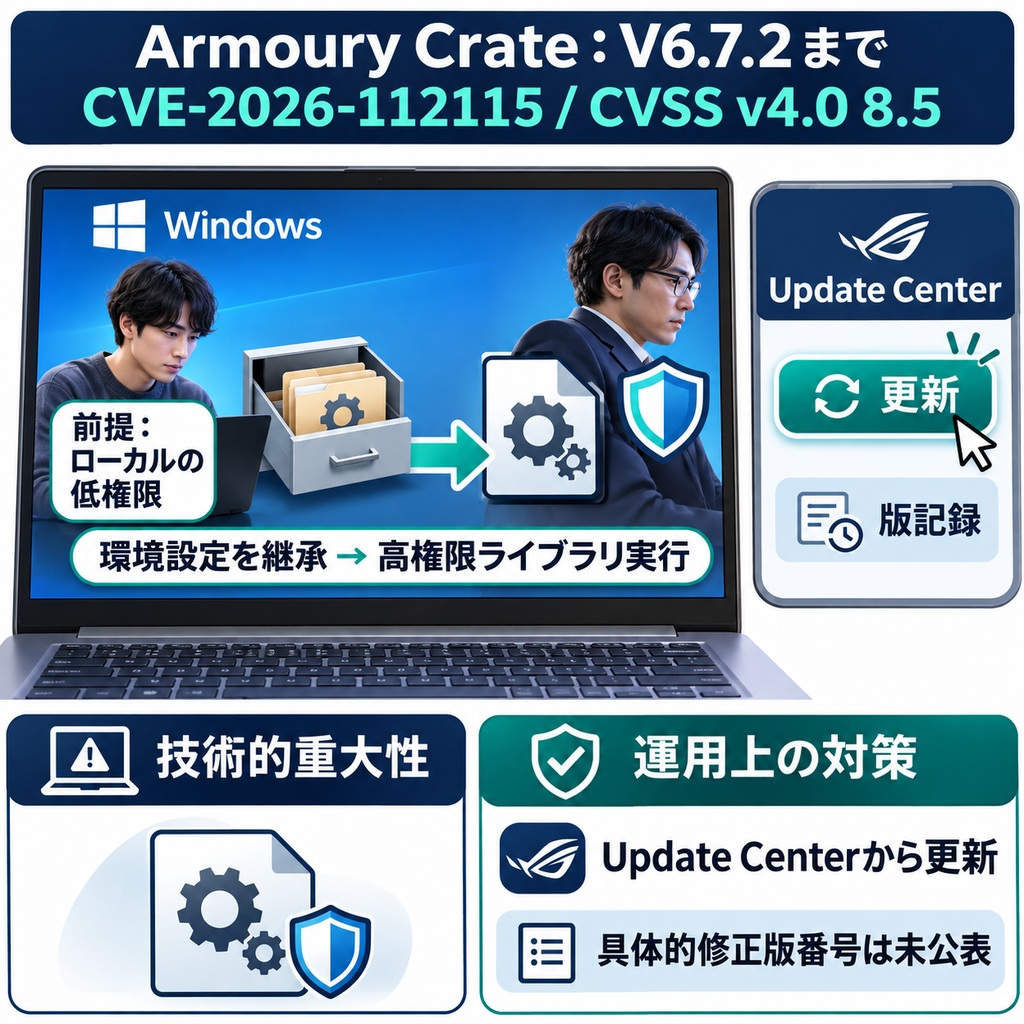 Armoury Crate：V6.7.2まで
CVE-2026-112115 / CVSS v4.0 8.5
Windows
前提：
ローカルの
低権限
環境設定を継承 → 高権限ライブラリ実行
Update Center
更新
版記録
技術的重大性
運用上の対策
Update Centerから更新
具体的修正版番号は未公表